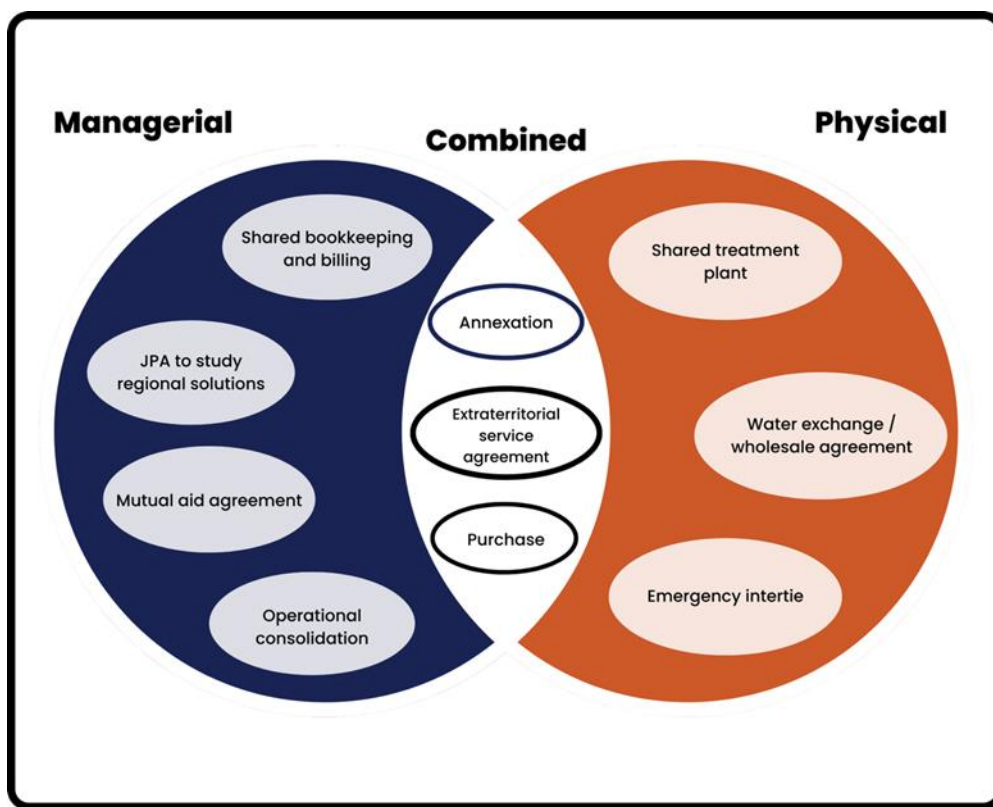 Managerial
Combined
Physical
Shared bookkeeping
and billing
JPA to study
regional solutions
Mutual aid agreement
Operational
consolidation
Annexation
Extraterritorial
service
agreement
Purchase
Shared treatment
plant
Water exchange /
wholesale agreement
Emergency intertie